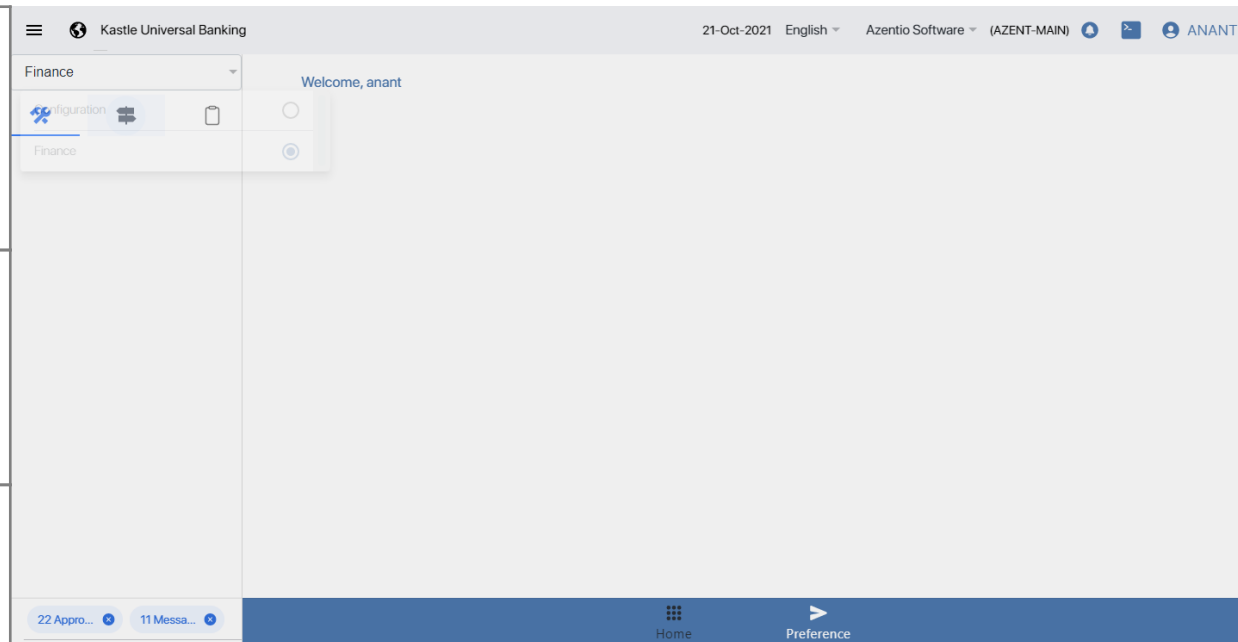 Kastle Universal Banking 21-Oct-2021 English Azentio Software (AZENT-MAIN) ANANT
Finance
Welcome, anant
Configuration
Finance
22 Appro... 11 Messa...
Home Preference